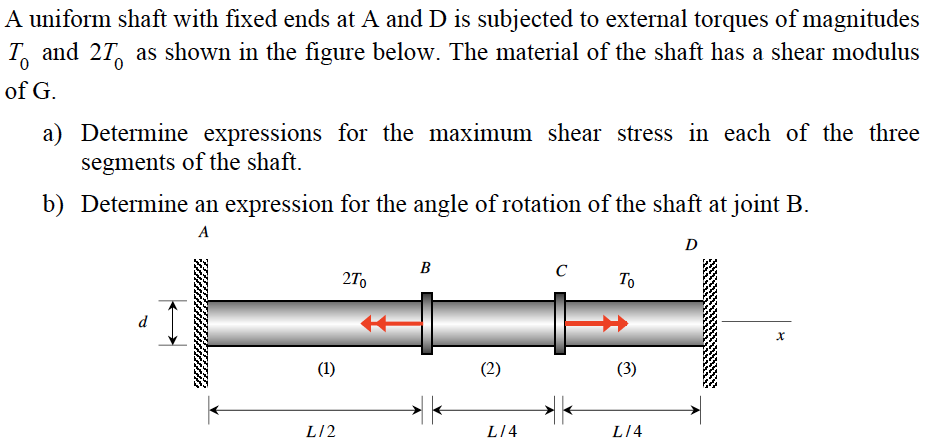 A uniform shaft with fixed ends at A and D is subjected to external torques of magnitudes
T₀ and 2T₀ as shown in the figure below. The material of the shaft has a shear modulus
of G.
a) Determine expressions for the maximum shear stress in each of the three
segments of the shaft.
b) Determine an expression for the angle of rotation of the shaft at joint B.
A
D
B
C
2T₀
T₀
d
x
(1)
(2)
(3)
L/2
L/4
L/4